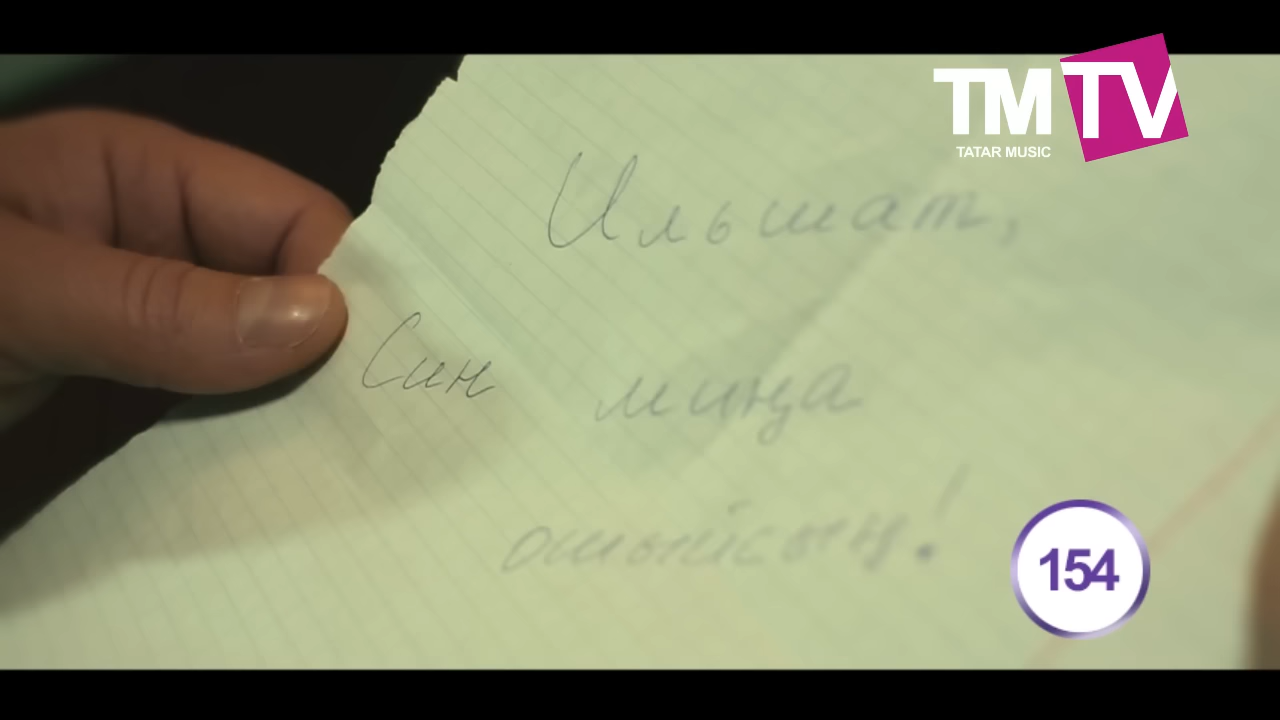 TMTV
TATAR MUSIC
Ильшат,
Син миңа
ошыйсың!
154